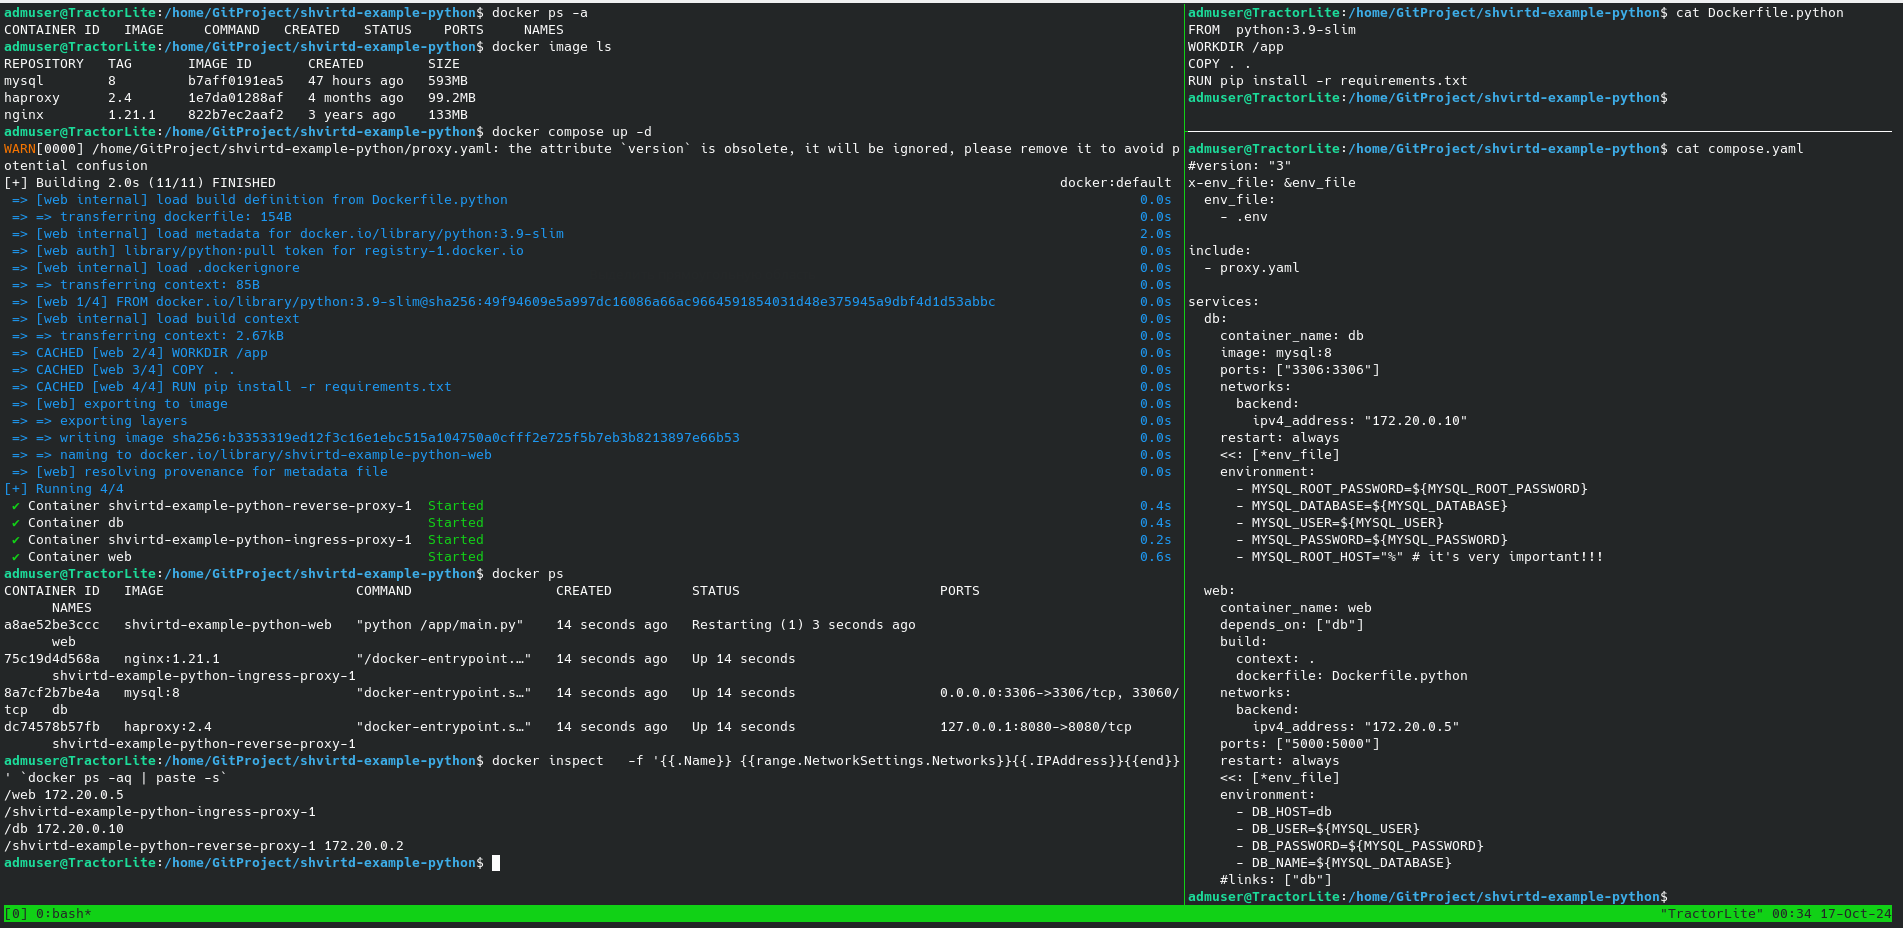 admuser@TractorLite:/home/GitProject/shvirtd-example-python$ docker ps -a
CONTAINER ID   IMAGE     COMMAND   CREATED   STATUS    PORTS     NAMES
admuser@TractorLite:/home/GitProject/shvirtd-example-python$ docker image ls
REPOSITORY   TAG       IMAGE ID       CREATED        SIZE
mysql        8         b7aff0191ea5   47 hours ago   593MB
haproxy      2.4       1e7da01288af   4 months ago   99.2MB
nginx        1.21.1    822b7ec2aaf2   3 years ago    133MB
admuser@TractorLite:/home/GitProject/shvirtd-example-python$ docker compose up -d
WARN[0000] /home/GitProject/shvirtd-example-python/proxy.yaml: the attribute `version` is obsolete, it will be ignored, please remove it to avoid p
otential confusion
[+] Building 2.0s (11/11) FINISHED docker:default
 => [web internal] load build definition from Dockerfile.python 0.0s
 => => transferring dockerfile: 154B 0.0s
 => [web internal] load metadata for docker.io/library/python:3.9-slim 2.0s
 => [web auth] library/python:pull token for registry-1.docker.io 0.0s
 => [web internal] load .dockerignore 0.0s
 => => transferring context: 85B 0.0s
 => [web 1/4] FROM docker.io/library/python:3.9-slim@sha256:49f94609e5a997dc16086a66ac9664591854031d48e375945a9dbf4d1d53abbc 0.0s
 => [web internal] load build context 0.0s
 => => transferring context: 2.67kB 0.0s
 => CACHED [web 2/4] WORKDIR /app 0.0s
 => CACHED [web 3/4] COPY . . 0.0s
 => CACHED [web 4/4] RUN pip install -r requirements.txt 0.0s
 => [web] exporting to image 0.0s
 => => exporting layers 0.0s
 => => writing image sha256:b3353319ed12f3c16e1ebc515a104750a0cfff2e725f5b7eb3b8213897e66b53 0.0s
 => => naming to docker.io/library/shvirtd-example-python-web 0.0s
 => [web] resolving provenance for metadata file 0.0s
[+] Running 4/4
 ✔ Container shvirtd-example-python-reverse-proxy-1  Started 0.4s
 ✔ Container db                                      Started 0.4s
 ✔ Container shvirtd-example-python-ingress-proxy-1  Started 0.2s
 ✔ Container web                                     Started 0.6s
admuser@TractorLite:/home/GitProject/shvirtd-example-python$ docker ps
CONTAINER ID   IMAGE                        COMMAND                  CREATED          STATUS                         PORTS
      NAMES
a8ae52be3ccc   shvirtd-example-python-web   "python /app/main.py"    14 seconds ago   Restarting (1) 3 seconds ago
      web
75c19d4d568a   nginx:1.21.1                 "/docker-entrypoint.…"   14 seconds ago   Up 14 seconds
      shvirtd-example-python-ingress-proxy-1
8a7cf2b7be4a   mysql:8                      "docker-entrypoint.s…"   14 seconds ago   Up 14 seconds                  0.0.0.0:3306->3306/tcp, 33060/
tcp   db
dc74578b57fb   haproxy:2.4                  "docker-entrypoint.s…"   14 seconds ago   Up 14 seconds                  127.0.0.1:8080->8080/tcp
      shvirtd-example-python-reverse-proxy-1
admuser@TractorLite:/home/GitProject/shvirtd-example-python$ docker inspect   -f '{{.Name}} {{range.NetworkSettings.Networks}}{{.IPAddress}}{{end}}
' `docker ps -aq | paste -s`
/web 172.20.0.5
/shvirtd-example-python-ingress-proxy-1
/db 172.20.0.10
/shvirtd-example-python-reverse-proxy-1 172.20.0.2
admuser@TractorLite:/home/GitProject/shvirtd-example-python$
admuser@TractorLite:/home/GitProject/shvirtd-example-python$ cat Dockerfile.python
FROM  python:3.9-slim
WORKDIR /app
COPY . .
RUN pip install -r requirements.txt
admuser@TractorLite:/home/GitProject/shvirtd-example-python$
admuser@TractorLite:/home/GitProject/shvirtd-example-python$ cat compose.yaml
#version: "3"
x-env_file: &env_file
  env_file:
    - .env
include:
  - proxy.yaml
services:
  db:
    container_name: db
    image: mysql:8
    ports: ["3306:3306"]
    networks:
      backend:
        ipv4_address: "172.20.0.10"
    restart: always
    <<: [*env_file]
    environment:
      - MYSQL_ROOT_PASSWORD=${MYSQL_ROOT_PASSWORD}
      - MYSQL_DATABASE=${MYSQL_DATABASE}
      - MYSQL_USER=${MYSQL_USER}
      - MYSQL_PASSWORD=${MYSQL_PASSWORD}
      - MYSQL_ROOT_HOST="%" # it's very important!!!
  web:
    container_name: web
    depends_on: ["db"]
    build:
      context: .
      dockerfile: Dockerfile.python
    networks:
      backend:
        ipv4_address: "172.20.0.5"
    ports: ["5000:5000"]
    restart: always
    <<: [*env_file]
    environment:
      - DB_HOST=db
      - DB_USER=${MYSQL_USER}
      - DB_PASSWORD=${MYSQL_PASSWORD}
      - DB_NAME=${MYSQL_DATABASE}
    #links: ["db"]
admuser@TractorLite:/home/GitProject/shvirtd-example-python$
[0] 0:bash* "TractorLite" 00:34 17-Oct-24